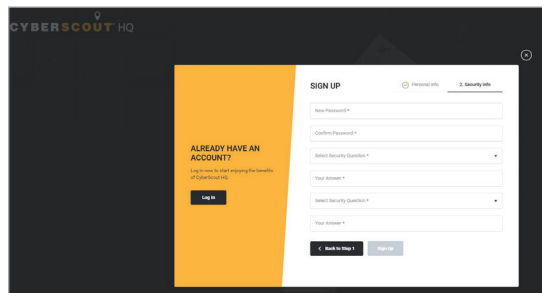 CYBERSCOUT HQ
SIGN UP
Personal Info
2. Security Info
New Password *
Confirm Password *
Select Security Question *
Your Answer *
Select Security Question *
Your Answer *
Back to Step 1
Sign Up
ALREADY HAVE AN
ACCOUNT?
Log in now to start enjoying the benefits
of CyberScout HQ.
Log In